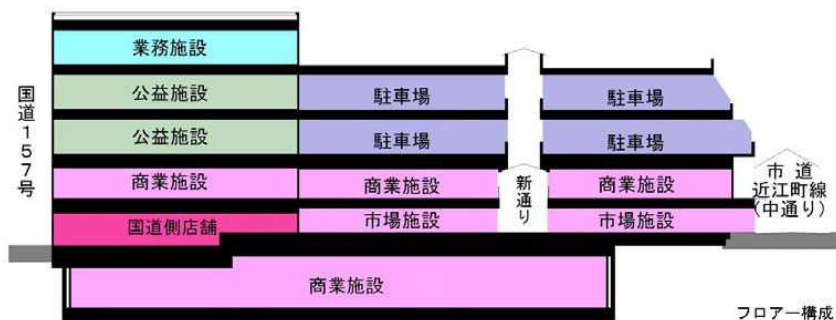 業務施設
国道157号
公益施設
駐車場
駐車場
公益施設
駐車場
駐車場
商業施設
商業施設
新通り
商業施設
市道
近江町線
(中通り)
国道側店舗
市場施設
市場施設
商業施設
フロアー構成